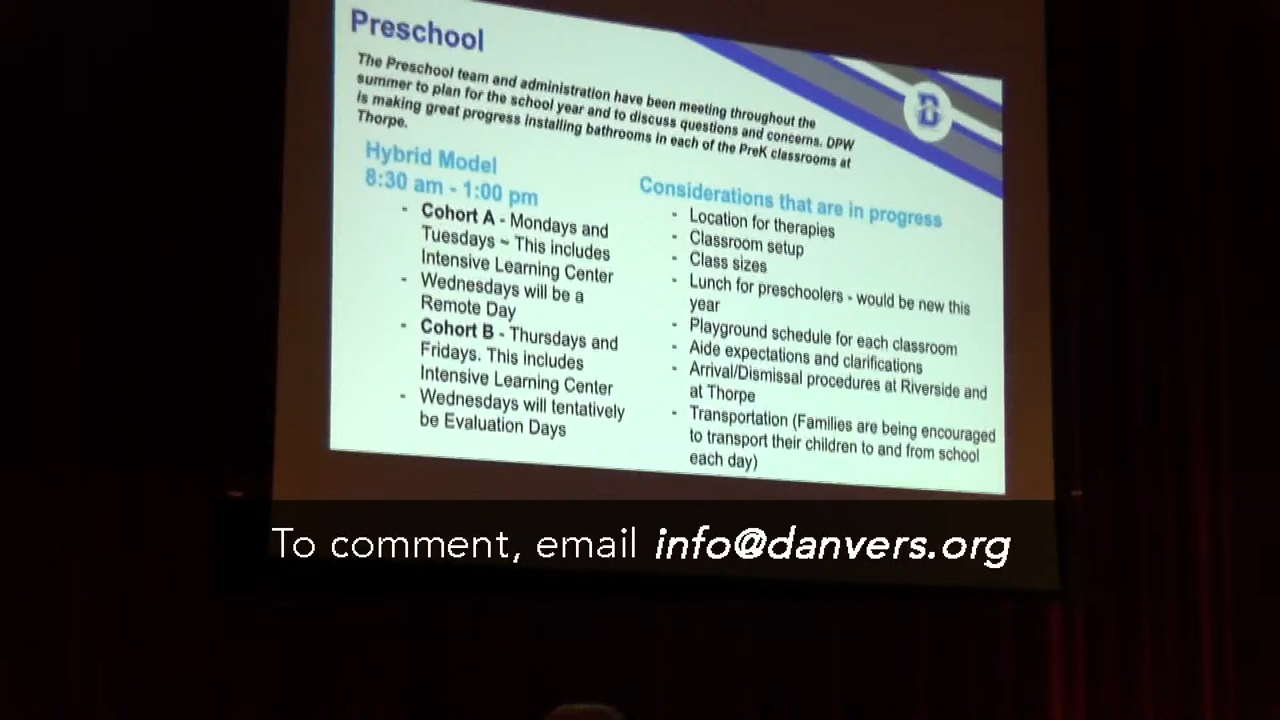 Preschool
The Preschool team and administration have been meeting throughout the
summer to plan for the school year and to discuss questions and concerns. DPW
is making great progress installing bathrooms in each of the PreK classrooms at
Thorpe.
D
Hybrid Model
8:30 am - 1:00 pm
- Cohort A - Mondays and
Tuesdays ~ This includes
Intensive Learning Center
- Wednesdays will be a
Remote Day
- Cohort B - Thursdays and
Fridays. This includes
Intensive Learning Center
- Wednesdays will tentatively
be Evaluation Days
Considerations that are in progress
- Location for therapies
- Classroom setup
- Class sizes
- Lunch for preschoolers - would be new this
year
- Playground schedule for each classroom
- Aide expectations and clarifications
- Arrival/Dismissal procedures at Riverside and
at Thorpe
- Transportation (Families are being encouraged
to transport their children to and from school
each day)
To comment, email info@danvers.org